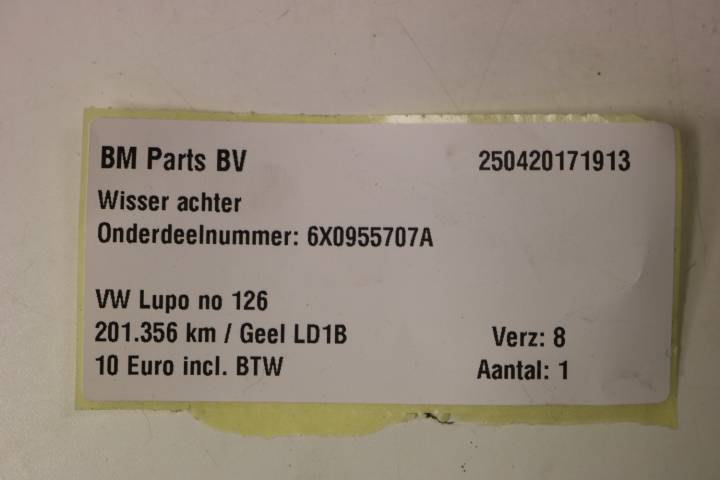 BM Parts BV 250420171913
Wisser achter
Onderdeelnummer: 6X0955707A
VW Lupo no 126
201.356 km / Geel LD1B Verz: 8
10 Euro incl. BTW Aantal: 1